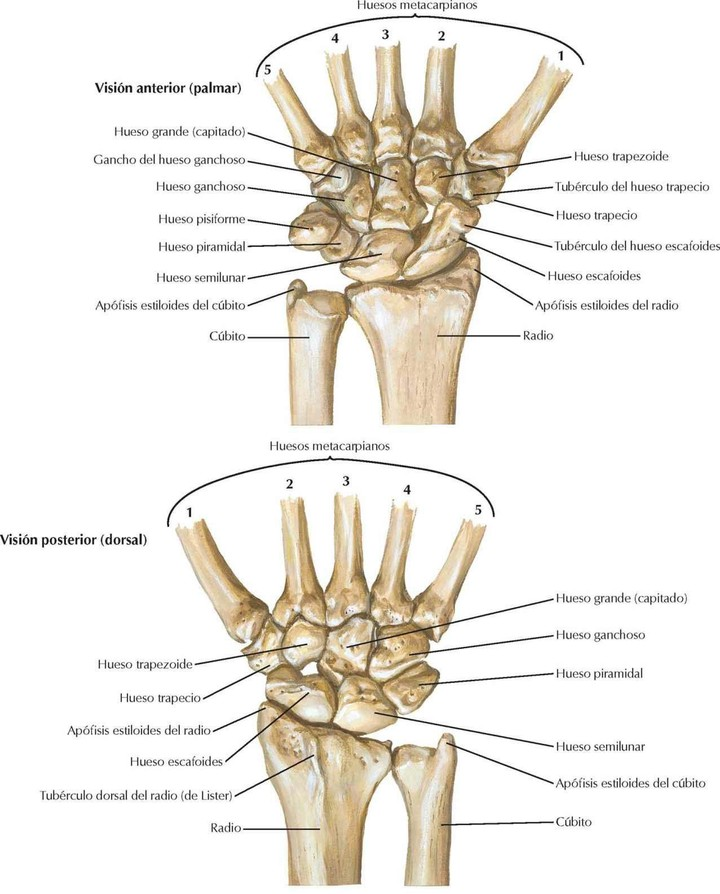 Huesos metacarpianos
5
4
3
2
1
Visión anterior (palmar)
Hueso grande (capitado)
Gancho del hueso ganchoso
Hueso ganchoso
Hueso pisiforme
Hueso piramidal
Hueso semilunar
Apófisis estiloides del cúbito
Cúbito
Hueso trapezoide
Tubérculo del hueso trapecio
Hueso trapecio
Tubérculo del hueso escafoides
Hueso escafoides
Apófisis estiloides del radio
Radio
Huesos metacarpianos
1
2
3
4
5
Visión posterior (dorsal)
Hueso trapezoide
Hueso trapecio
Apófisis estiloides del radio
Hueso escafoides
Tubérculo dorsal del radio (de Lister)
Radio
Hueso grande (capitado)
Hueso ganchoso
Hueso piramidal
Hueso semilunar
Apófisis estiloides del cúbito
Cúbito